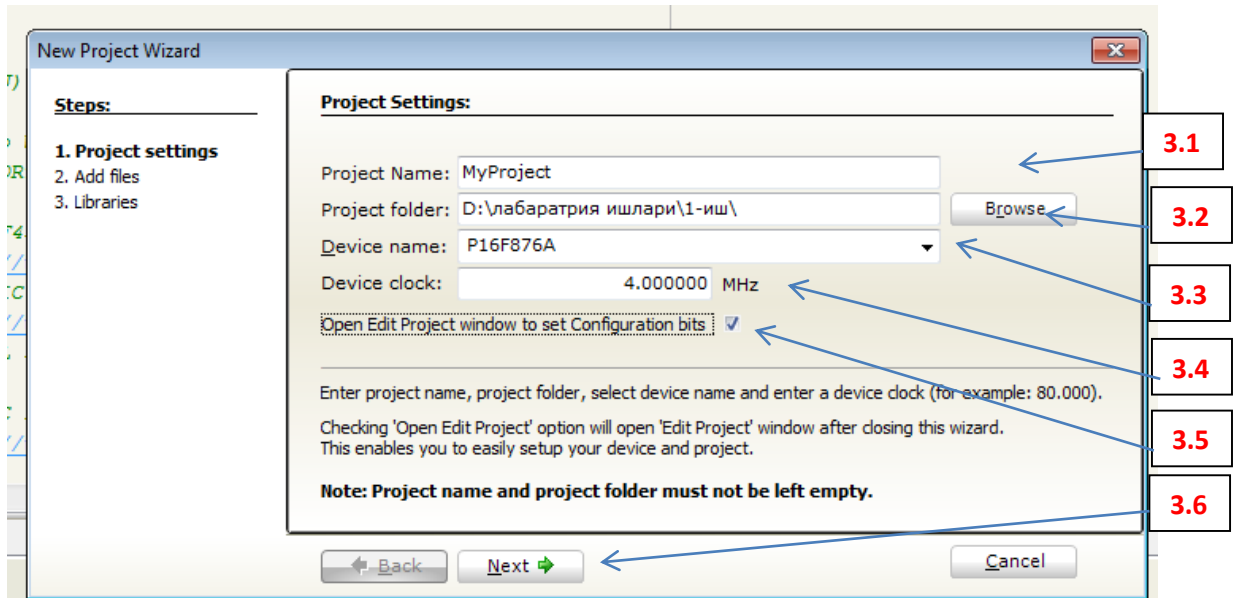 New Project Wizard
Steps:
1. Project settings
2. Add files
3. Libraries
Project Settings:
Project Name: MyProject
Project folder: D:\лабаратрия ишлари\1-иш\ Browse
Device name: P16F876A
Device clock: 4.000000 MHz
Open Edit Project window to set Configuration bits
Enter project name, project folder, select device name and enter a device clock (for example: 80.000).
Checking 'Open Edit Project' option will open 'Edit Project' window after closing this wizard.
This enables you to easily setup your device and project.
Note: Project name and project folder must not be left empty.
Back Next Cancel
3.1
3.2
3.3
3.4
3.5
3.6